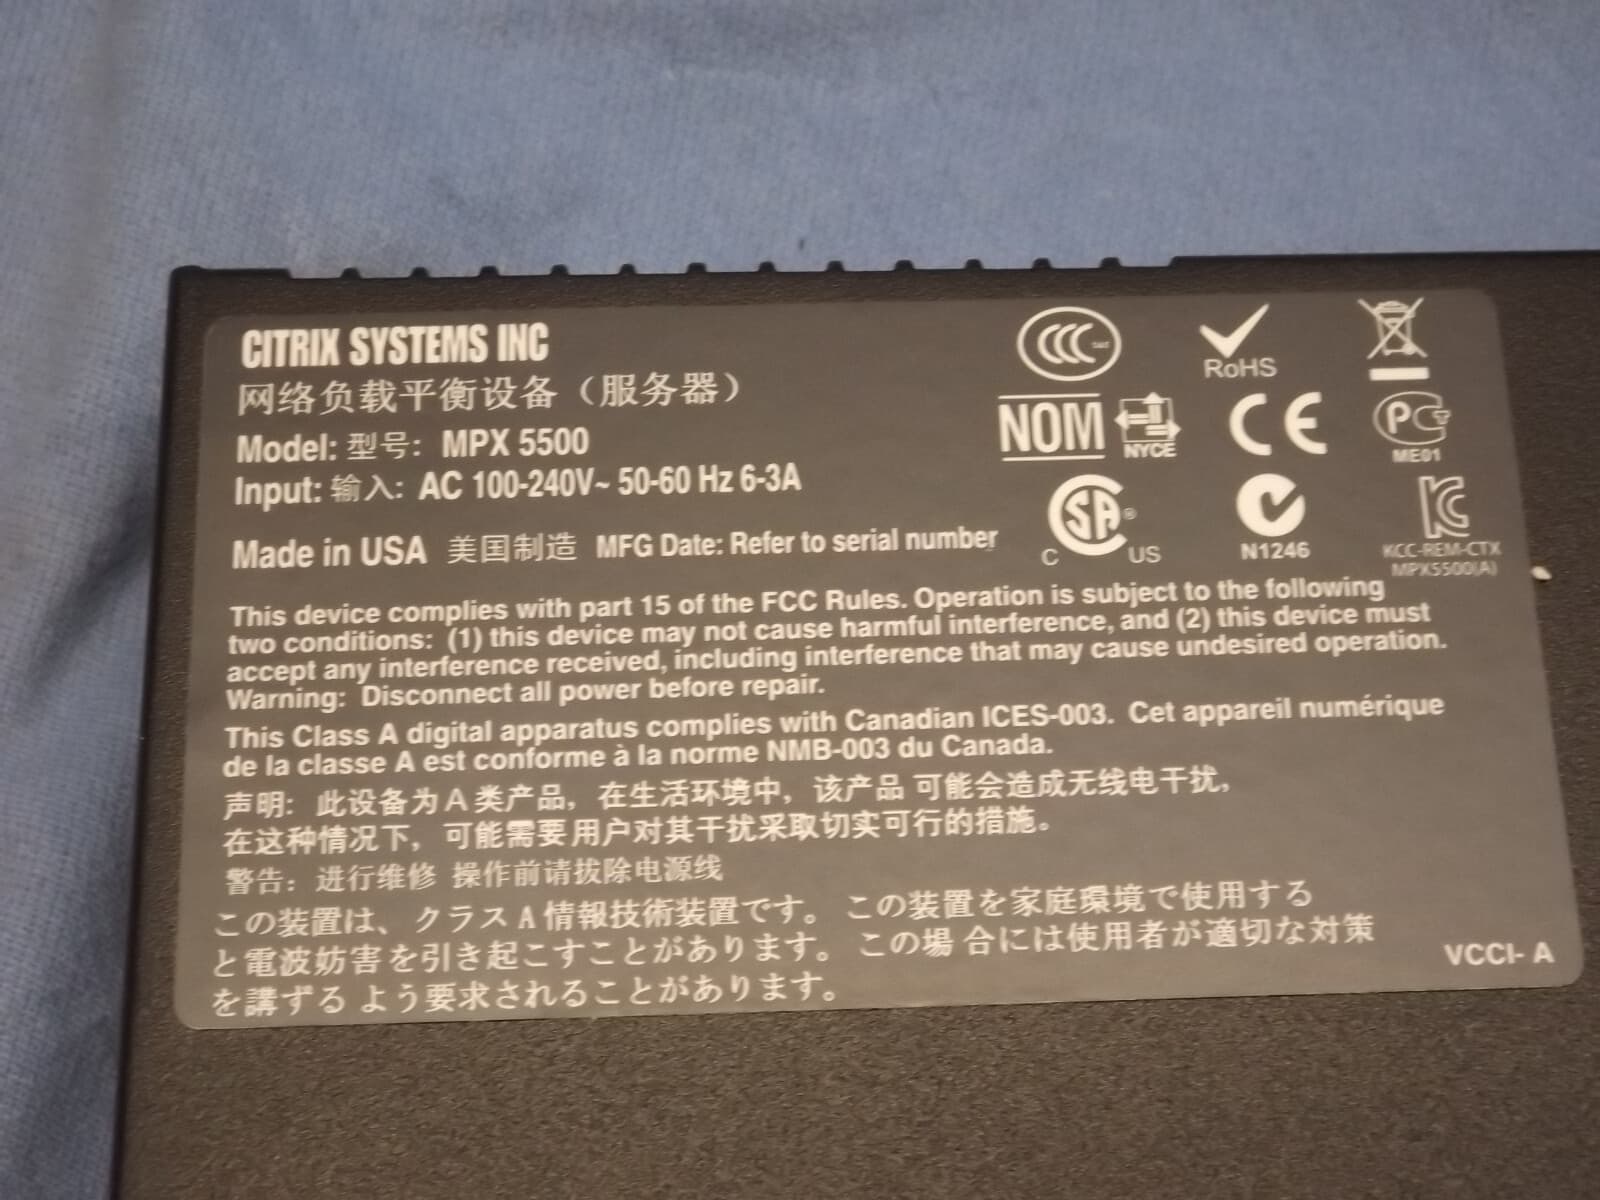 CITRIX SYSTEMS INC
网络负载平衡设备（服务器）
Model: 型号: MPX 5500
Input: 输入: AC 100-240V~ 50-60 Hz 6-3A
Made in USA 美国制造 MFG Date: Refer to serial number
CCC
RoHS
NOM
NYCE
CE
PCT
ME01
SA®
C US
N1246
KC
KCC-REM-CTX
MPX5500(A)
This device complies with part 15 of the FCC Rules. Operation is subject to the following
two conditions: (1) this device may not cause harmful interference, and (2) this device must
accept any interference received, including interference that may cause undesired operation.
Warning: Disconnect all power before repair.
This Class A digital apparatus complies with Canadian ICES-003. Cet appareil numérique
de la classe A est conforme à la norme NMB-003 du Canada.
声明: 此设备为A类产品，在生活环境中，该产品 可能会造成无线电干扰，
在这种情况下，可能需要用户对其干扰采取切实可行的措施。
警告: 进行维修 操作前请拔除电源线
この装置は、クラスA情報技術装置です。この装置を家庭環境で使用する
と電波妨害を引き起こすことがあります。この場 合には使用者が適切な対策
を講ずる よう要求されることがあります。
VCCI- A